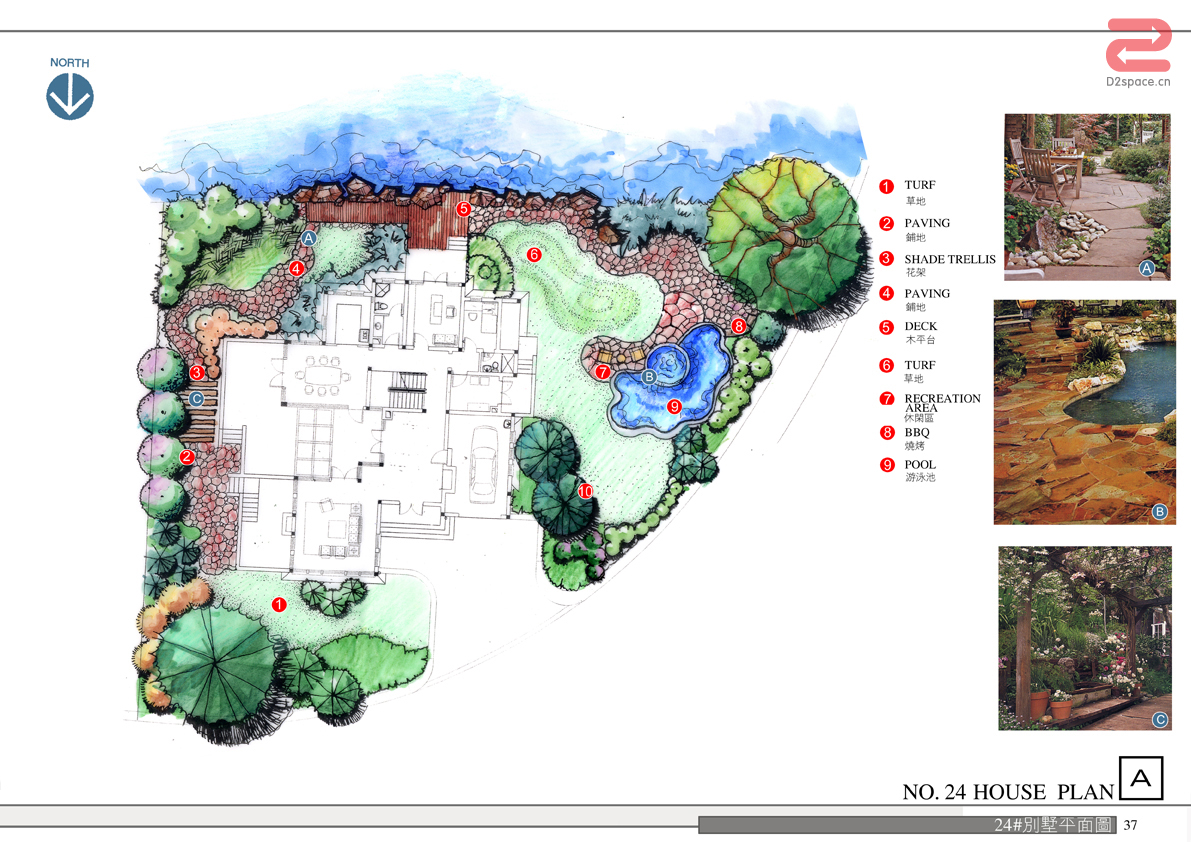 D2space.cn
NORTH
1 TURF
草地
2 PAVING
鋪地
3 SHADE TRELLIS
花架
4 PAVING
鋪地
5 DECK
木平台
6 TURF
草地
7 RECREATION
AREA
休閑區
8 BBQ
燒烤
9 POOL
游泳池
5
A
4
6
8
3
7
B
C
9
2
10
1
A
B
C
NO. 24 HOUSE PLAN A
24#別墅平面圖 37